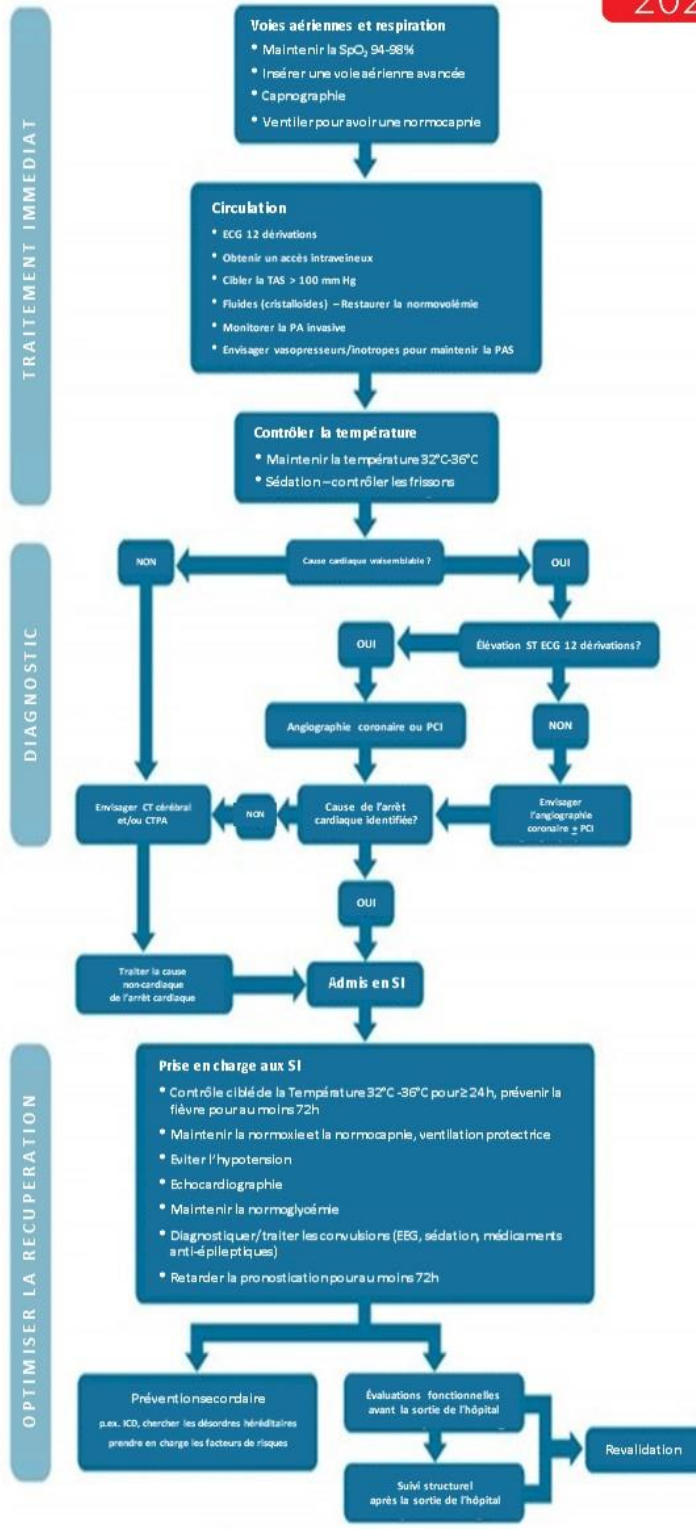 202
TRAITEMENT IMMEDIAT
Voies aériennes et respiration
• Maintenir la SpO₂ 94-98%
• Insérer une voie aérienne avancée
• Capnographie
• Ventiler pour avoir une normocapnie
Circulation
• ECG 12 dérivations
• Obtenir un accès intraveineux
• Cibler la TAS > 100 mm Hg
• Fluides (cristalloides) – Restaurer la normovolémie
• Monitorer la PA invasive
• Envisager vasopresseurs/inotropes pour maintenir la PAS
Contrôler la température
• Maintenir la température 32°C-36°C
• Sédation – contrôler les frissons
DIAGNOSTIC
NON
Cause cardiaque vraisemblable ?
OUI
OUI
Élévation ST ECG 12 dérivations?
Angiographie coronaire ou PCI
NON
Envisager CT cérébral
et/ou CTPA
NON
Cause de l'arrêt
cardiaque identifiée?
Envisager
l'angiographie
coronaire ± PCI
OUI
Traiter la cause
non-cardiaque
de l'arrêt cardiaque
Admis en SI
OPTIMISER LA RECUPERATION
Prise en charge aux SI
• Contrôle ciblé de la Température 32°C -36°C pour ≥ 24h, prévenir la
fièvre pour au moins 72h
• Maintenir la normoxie et la normocapnie, ventilation protectrice
• Eviter l'hypotension
• Echocardiographie
• Maintenir la normoglycémie
• Diagnostiquer/traiter les convulsions (EEG, sédation, médicaments
anti-épileptiques)
• Retarder la pronostication pour au moins 72h
Prévention secondaire
p.ex. ICD, chercher les désordres héréditaires
prendre en charge les facteurs de risques
Évaluations fonctionnelles
avant la sortie de l'hôpital
Suivi structurel
après la sortie de l'hôpital
Revalidation